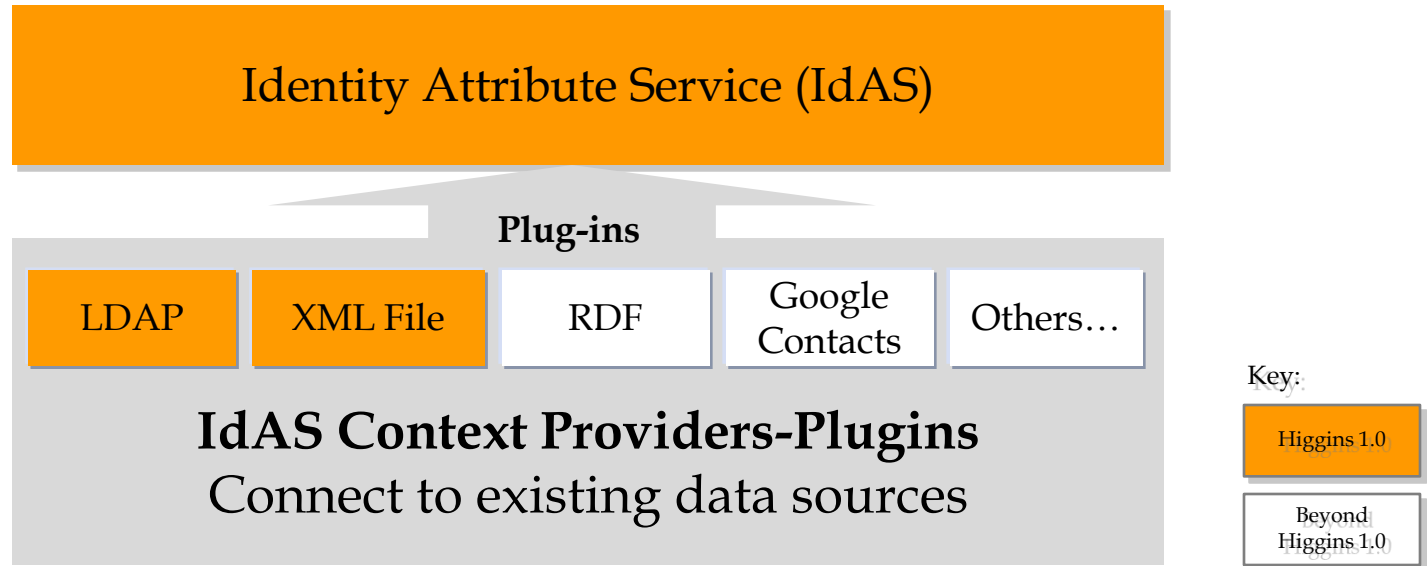 Identity Attribute Service (IdAS)
Plug-ins
LDAP
XML File
RDF
Google
Contacts
Others…
IdAS Context Providers-Plugins
Connect to existing data sources
Key:
Higgins 1.0
Beyond
Higgins 1.0